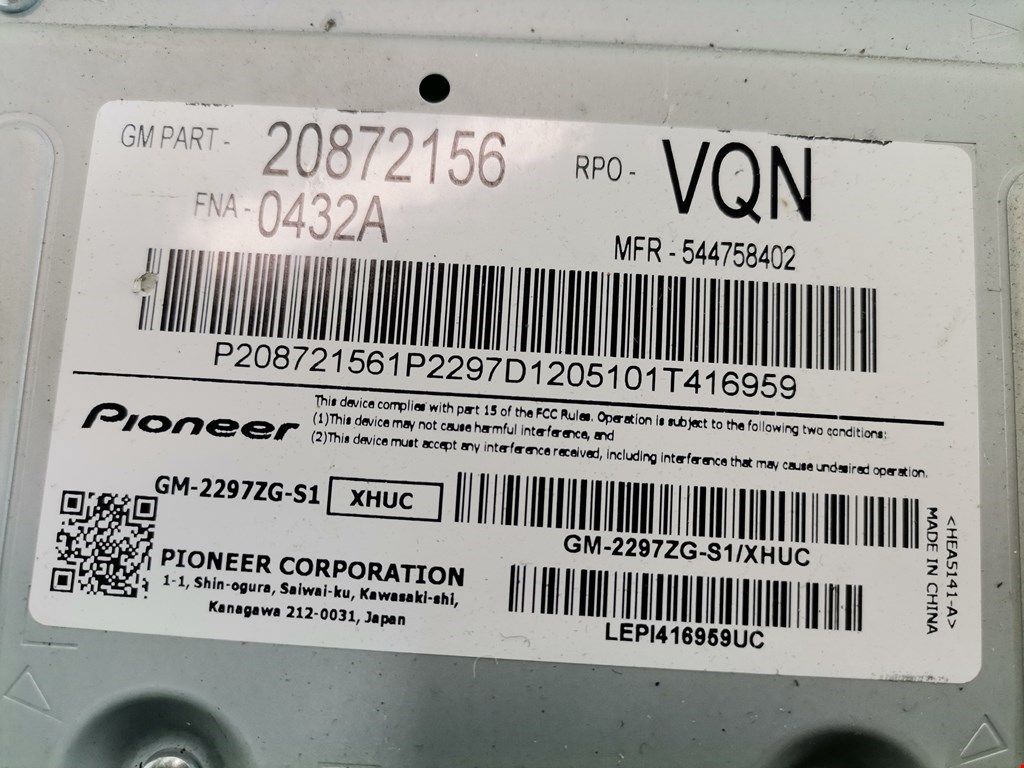 GM PART - 20872156 RPO - VQN
FNA - 0432A
MFR - 544758402
P208721561P2297D1205101T416959
Pioneer
This device complies with part 15 of the FCC Rules. Operation is subject to the following two conditions:
(1)This device may not cause harmful interference, and
(2)This device must accept any interference received, including interference that may cause undesired operation.
GM-2297ZG-S1 XHUC
GM-2297ZG-S1/XHUC
PIONEER CORPORATION
1-1, Shin-ogura, Saiwai-ku, Kawasaki-shi,
Kanagawa 212-0031, Japan
LEPI416959UC
<HEA5141-A>
MADE IN CHINA